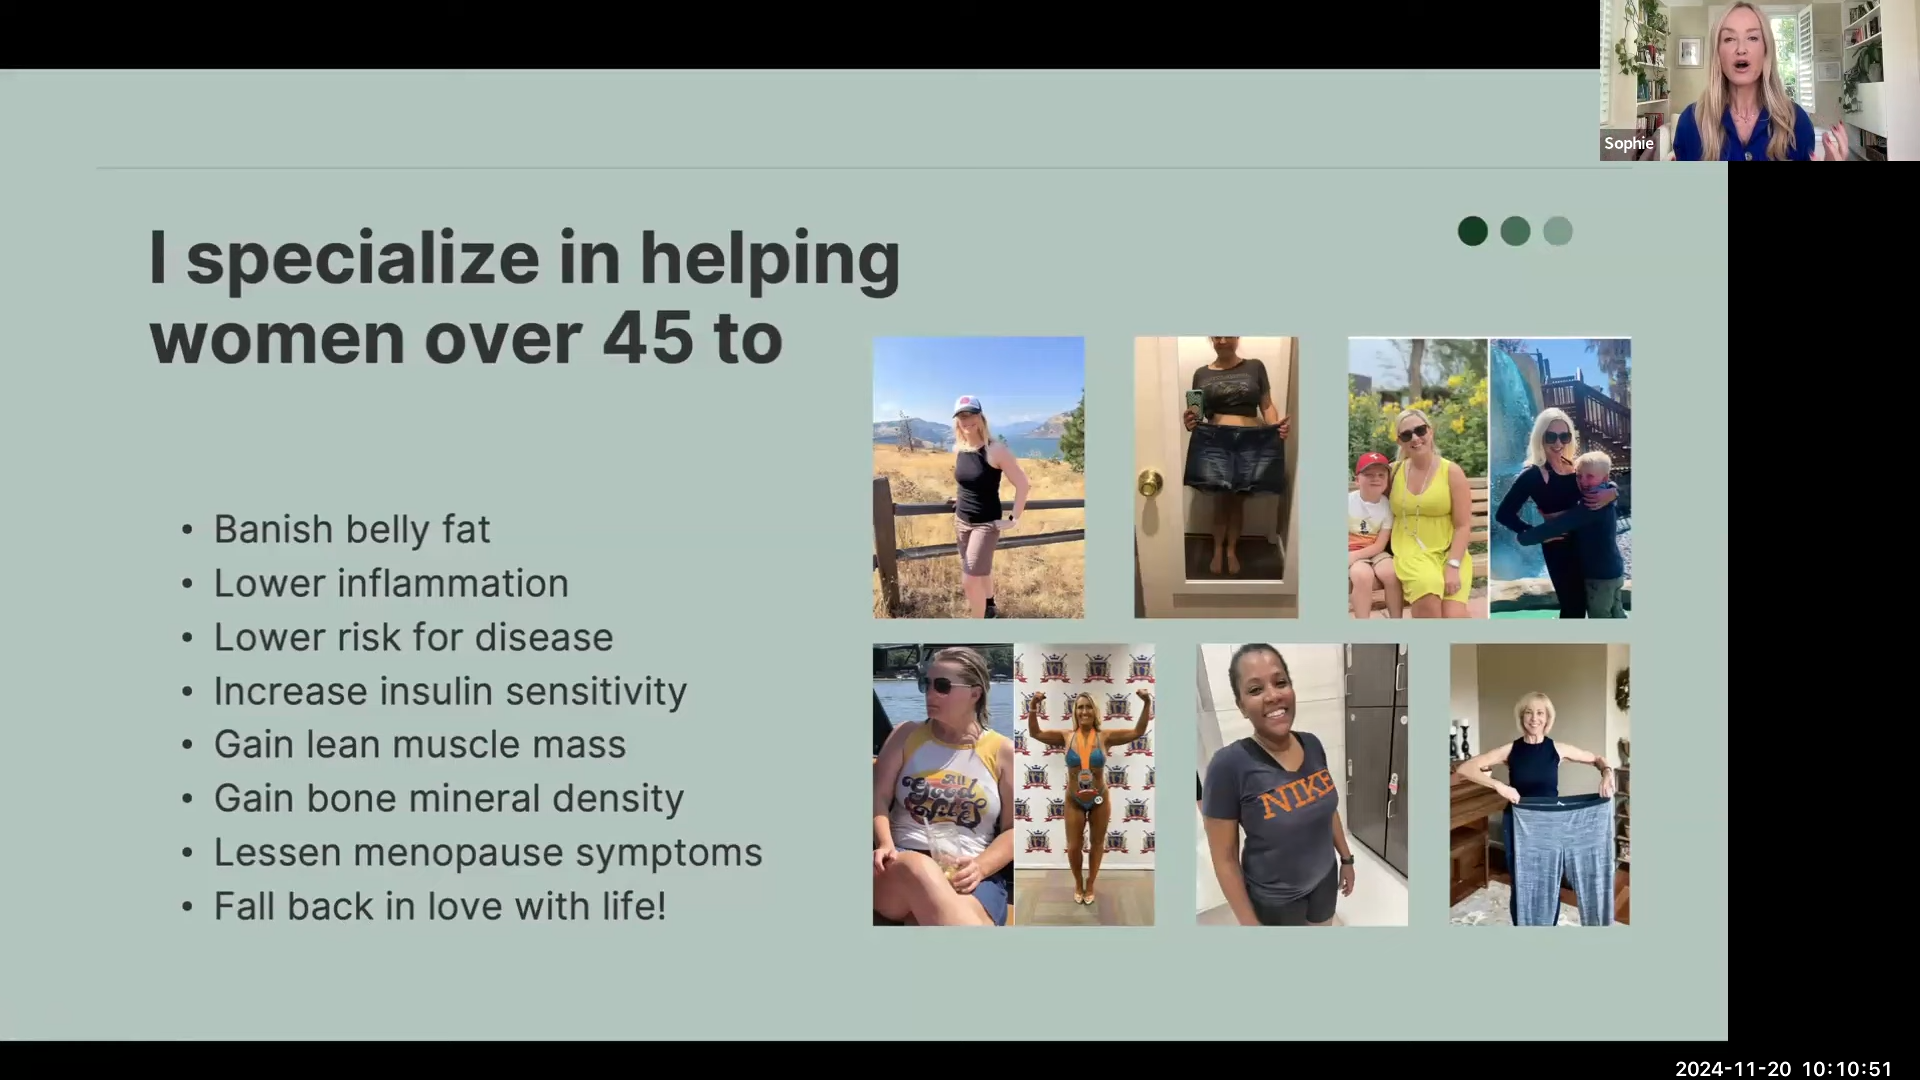 Sophie
I specialize in helping
women over 45 to
• Banish belly fat
• Lower inflammation
• Lower risk for disease
• Increase insulin sensitivity
• Gain lean muscle mass
• Gain bone mineral density
• Lessen menopause symptoms
• Fall back in love with life!
Good
NIKE
2024-11-20 10:10:51